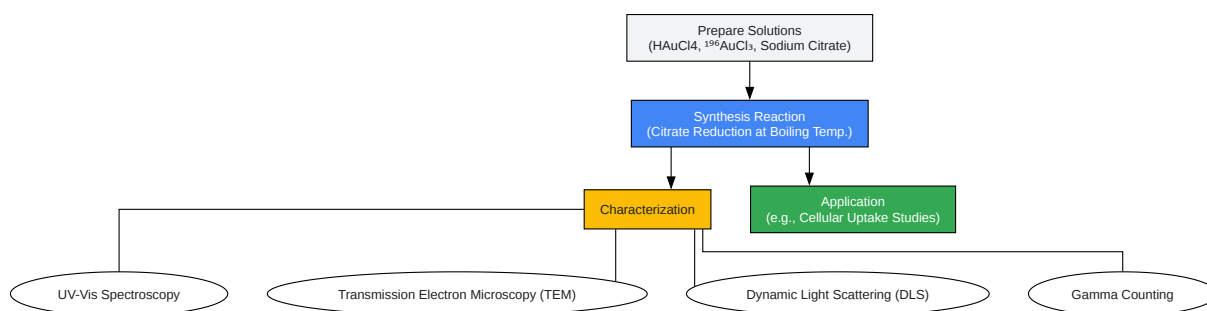 Prepare Solutions
(HAuCl4, ¹⁹⁶AuCl₃, Sodium Citrate)
Synthesis Reaction
(Citrate Reduction at Boiling Temp.)
Characterization
Application
(e.g., Cellular Uptake Studies)
UV-Vis Spectroscopy
Transmission Electron Microscopy (TEM)
Dynamic Light Scattering (DLS)
Gamma Counting